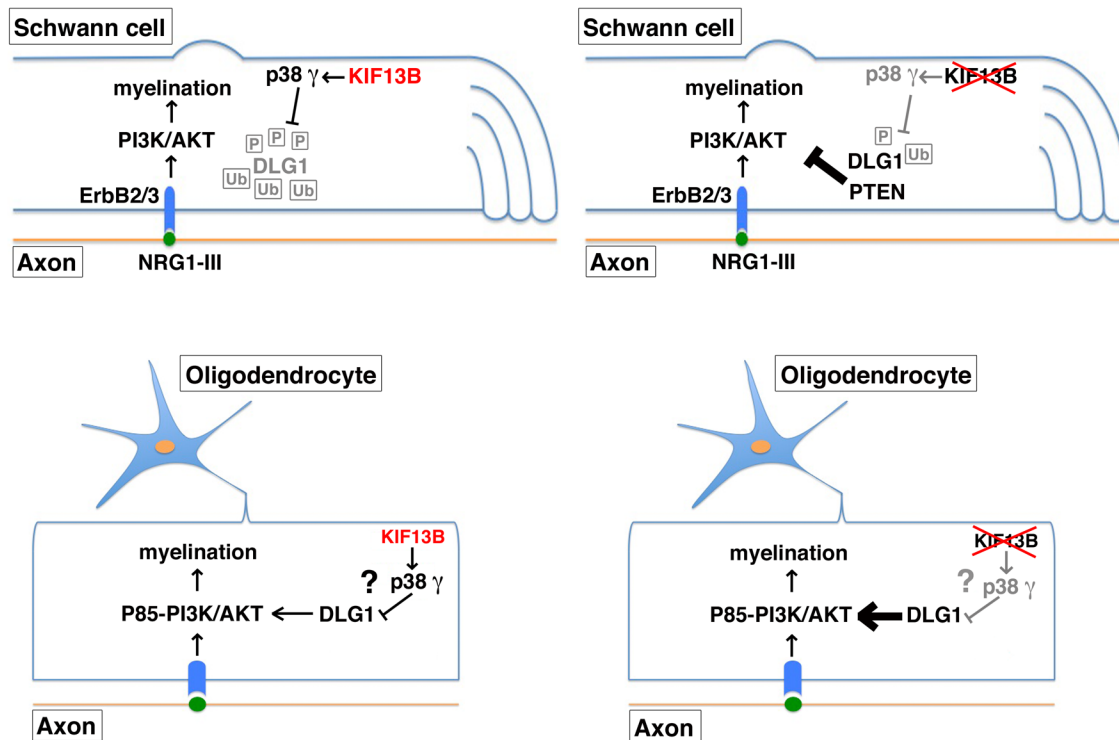 Schwann cell
p38 γ KIF13B
myelination
PI3K/AKT
P P P
DLG1
Ub Ub Ub
ErbB2/3
Axon
NRG1-III
Schwann cell
p38 γ KIF13B
myelination
PI3K/AKT
P
DLG1 Ub
PTEN
ErbB2/3
Axon
NRG1-III
Oligodendrocyte
KIF13B
myelination
? p38 γ
P85-PI3K/AKT DLG1
Axon
Oligodendrocyte
KIF13B
myelination
? p38 γ
P85-PI3K/AKT DLG1
Axon